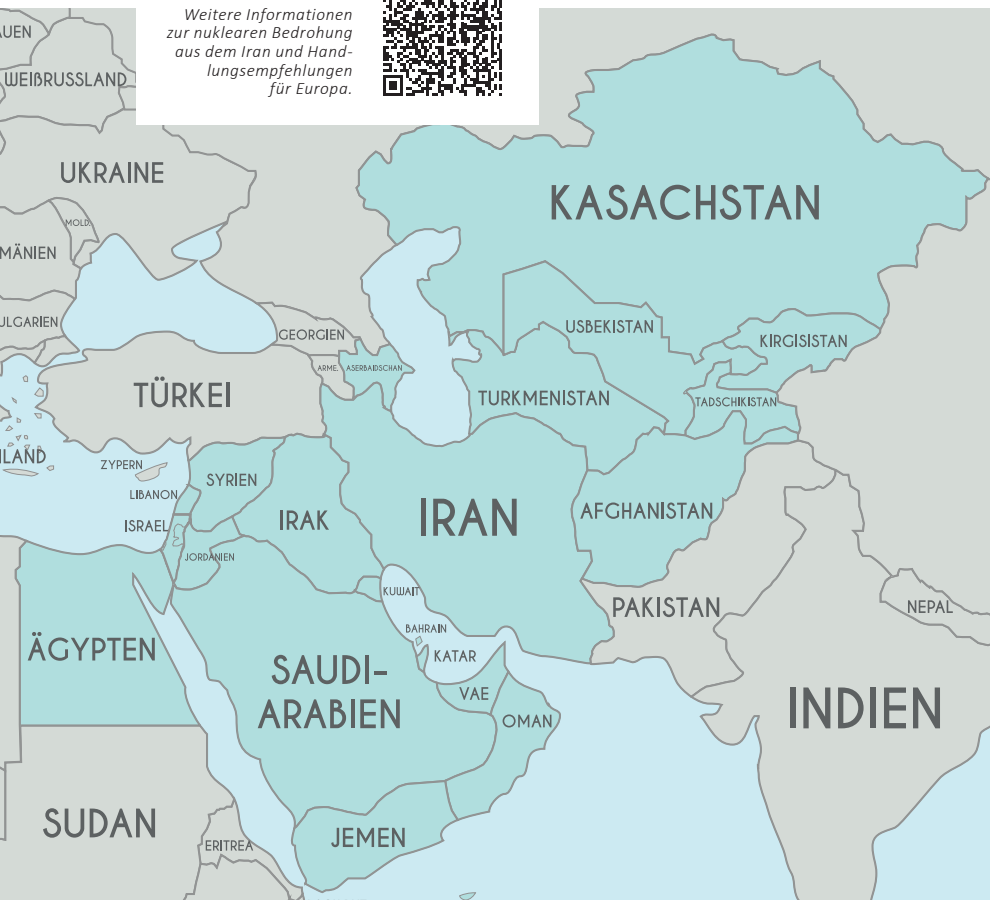 Weitere Informationen
zur nuklearen Bedrohung
aus dem Iran und Hand-
lungsempfehlungen
für Europa.
AUEN
WEIßRUSSLAND
UKRAINE
KASACHSTAN
MOLD.
MÄNIEN
ULGARIEN
GEORGIEN
USBEKISTAN
KIRGISISTAN
ARME.
ASERBAIDSCHAN
TÜRKEI
TURKMENISTAN
TADSCHIKISTAN
NLAND
ZYPERN
SYRIEN
LIBANON
IRAN
AFGHANISTAN
IRAK
ISRAEL
JORDANIEN
KUWAIT
PAKISTAN
NEPAL
BAHRAIN
ÄGYPTEN
KATAR
SAUDI-
ARABIEN
VAE
OMAN
INDIEN
SUDAN
JEMEN
ERITREA